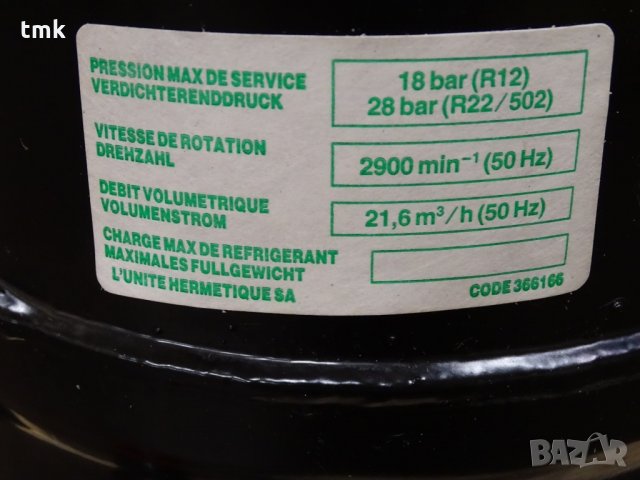 tmk
PRESSION MAX DE SERVICE
VERDICHTERENDDRUCK
18 bar (R12)
28 bar (R22/502)
VITESSE DE ROTATION
DREHZAHL
2900 min⁻¹ (50 Hz)
DEBIT VOLUMETRIQUE
VOLUMENSTROM
21,6 m³/h (50 Hz)
CHARGE MAX DE REFRIGERANT
MAXIMALES FULLGEWICHT
L'UNITE HERMETIQUE SA
CODE 366166
BAZAR